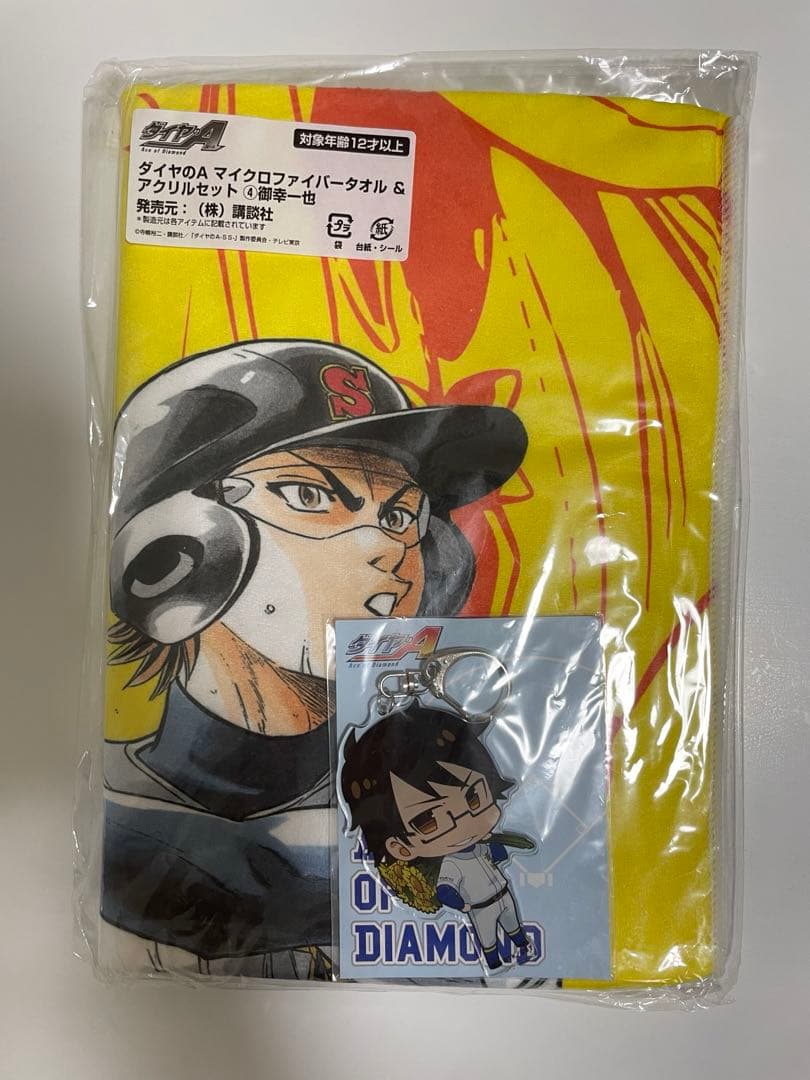 ダイヤのA
Ace of Diamond
対象年齢12才以上
ダイヤのA マイクロファイバータオル &
アクリルセット ④御幸一也
発売元：（株）講談社
*製造元は各アイテムに記載されています
プラ
袋
紙
台紙・シール
©寺嶋裕二・講談社／「ダイヤのA-SS-」製作委員会・テレビ東京
S
ダイヤのA
Ace of Diamond
OF
DIAMOND